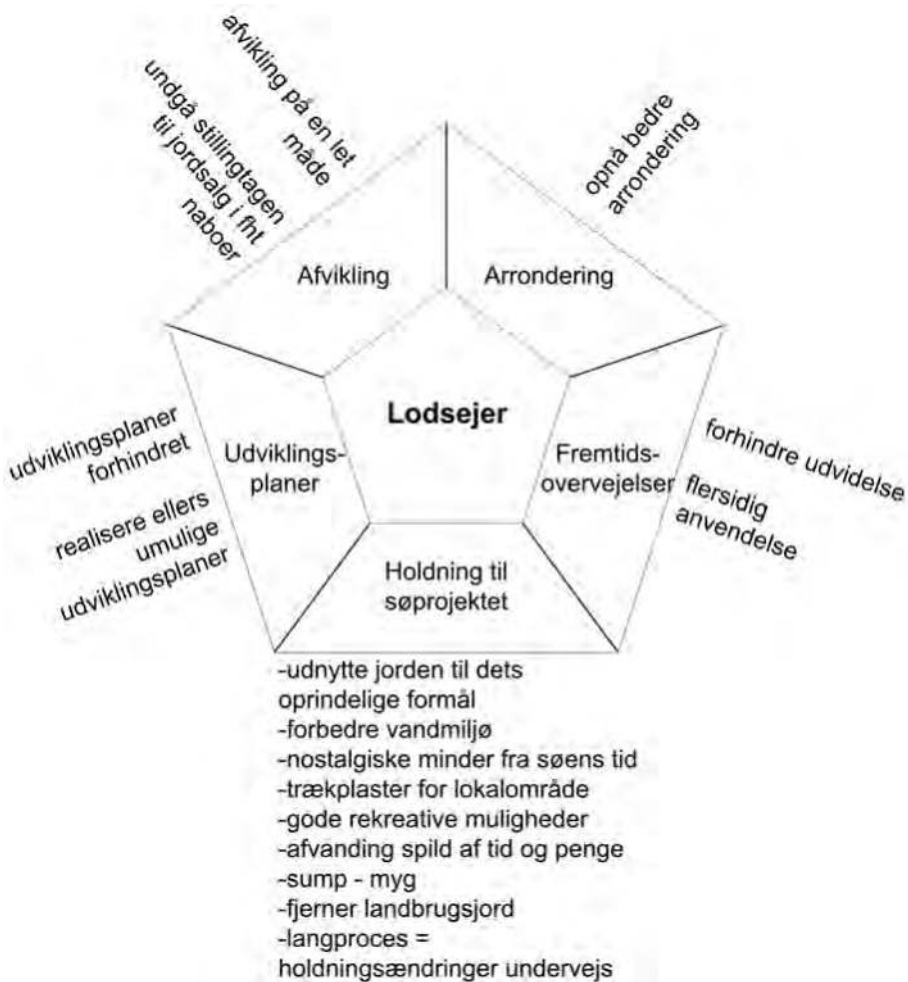 afvikling på en let
måde
undgå stillingtagen
til jordsalg i fht
naboer
opnå bedre
arrondering
Afvikling
Arrondering
Lodsejer
udviklingsplaner
forhindret
realisere ellers
umulige
udviklingsplaner
Udviklings-
planer
Fremtids-
overvejelser
forhindre udvidelse
flersidig
anvendelse
Holdning til
søprojektet
-udnytte jorden til dets
oprindelige formål
-forbedre vandmiljø
-nostalgiske minder fra søens tid
-trækplaster for lokalområde
-gode rekreative muligheder
-afvanding spild af tid og penge
-sump - myg
-fjerner landbrugsjord
-langproces =
holdningsændringer undervejs